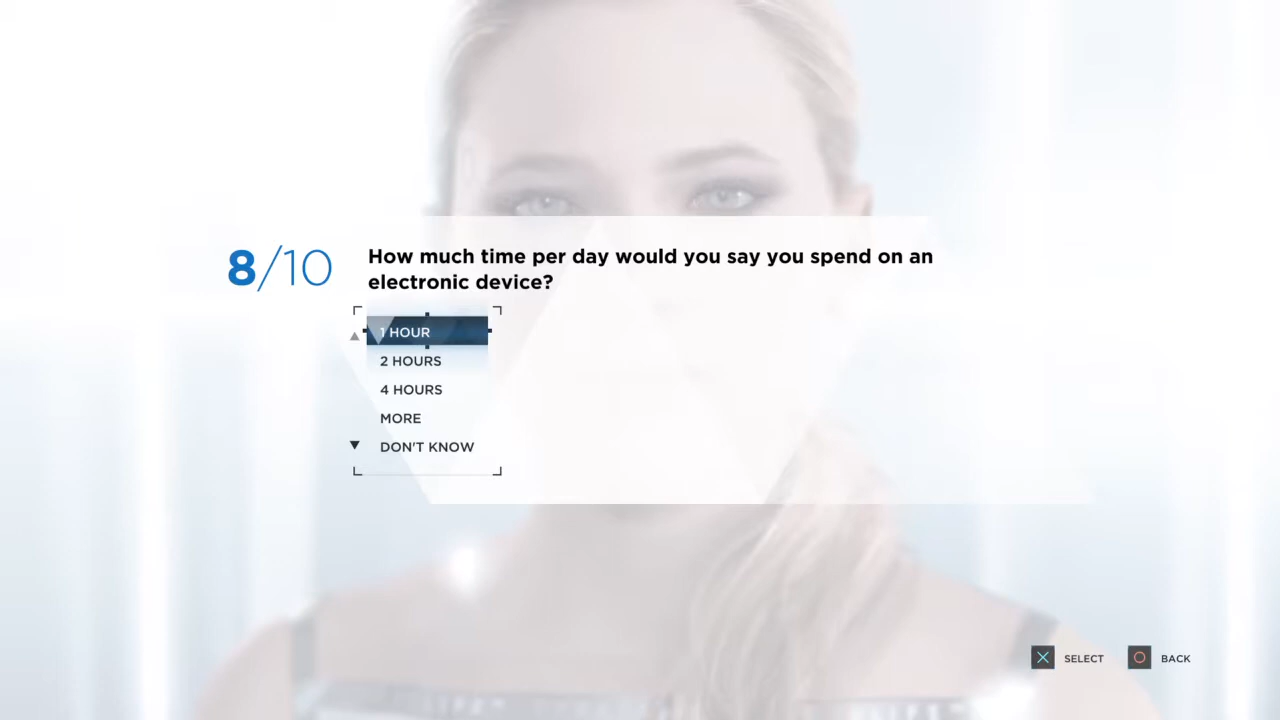 8/10
How much time per day would you say you spend on an
electronic device?
1 HOUR
2 HOURS
4 HOURS
MORE
DON'T KNOW
SELECT
BACK